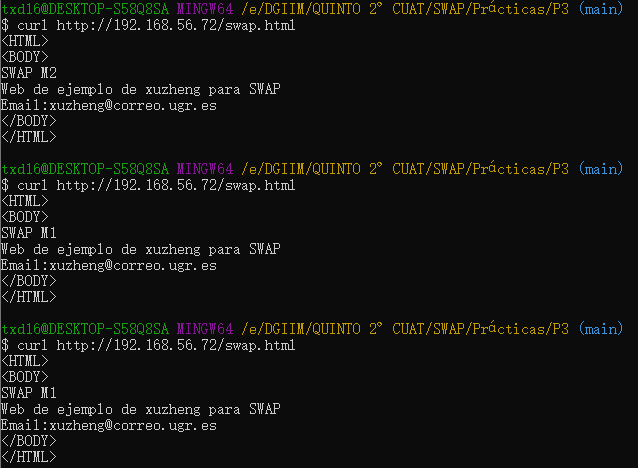 txd16@DESKTOP-S58Q8SA MINGW64 /e/DGIIM/QUINTO 2° CUAT/SWAP/Prácticas/P3 (main)
$ curl http://192.168.56.72/swap.html
<HTML>
<BODY>
SWAP M2
Web de ejemplo de xuzheng para SWAP
Email:xuzheng@correo.ugr.es
</BODY>
</HTML>
txd16@DESKTOP-S58Q8SA MINGW64 /e/DGIIM/QUINTO 2° CUAT/SWAP/Prácticas/P3 (main)
$ curl http://192.168.56.72/swap.html
<HTML>
<BODY>
SWAP M1
Web de ejemplo de xuzheng para SWAP
Email:xuzheng@correo.ugr.es
</BODY>
</HTML>
txd16@DESKTOP-S58Q8SA MINGW64 /e/DGIIM/QUINTO 2° CUAT/SWAP/Prácticas/P3 (main)
$ curl http://192.168.56.72/swap.html
<HTML>
<BODY>
SWAP M1
Web de ejemplo de xuzheng para SWAP
Email:xuzheng@correo.ugr.es
</BODY>
</HTML>